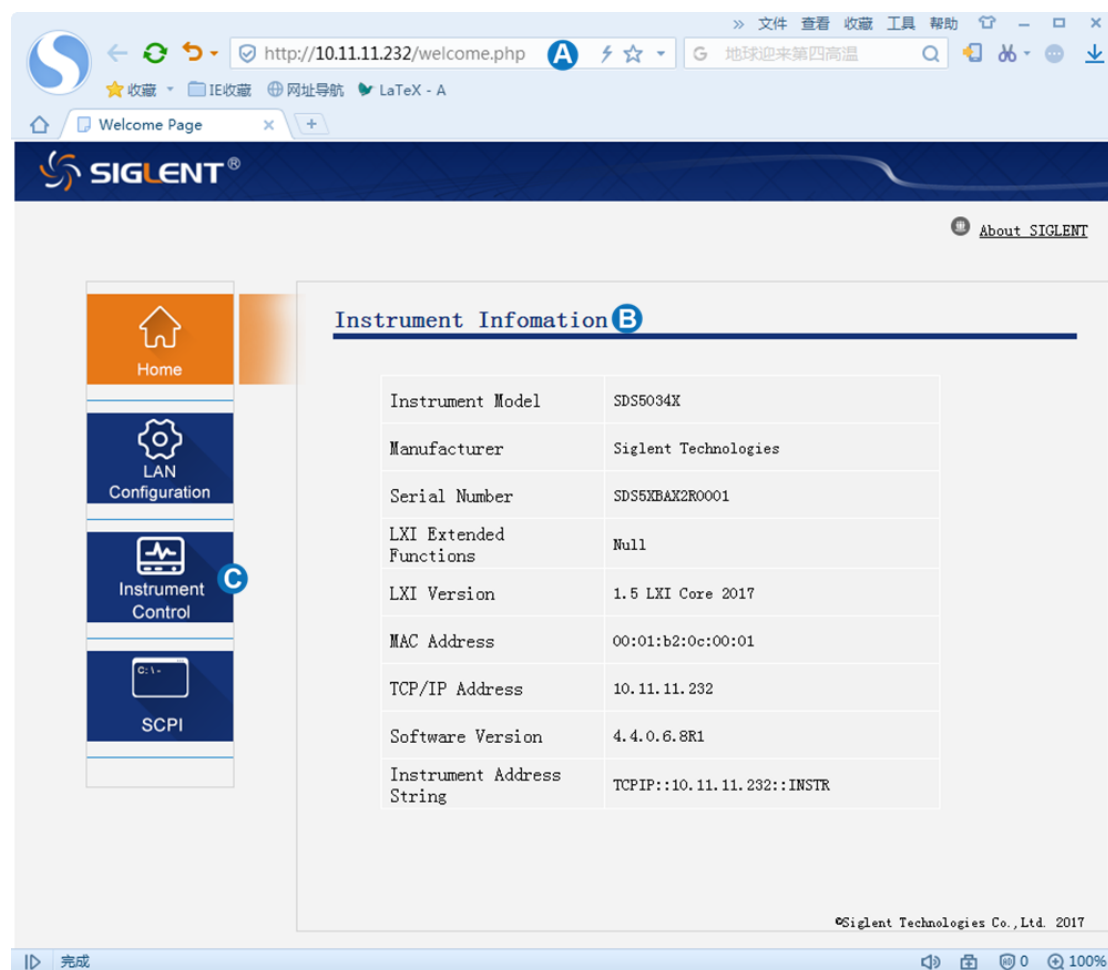 » 文件 查看 收藏 工具 帮助
http://10.11.11.232/welcome.php A G 地球迎来第四高温
收藏 IE收藏 网址导航 LaTeX - A
Welcome Page
SIGLENT®
About SIGLENT
Home
LAN
Configuration
Instrument
Control C
C:\-
SCPI
Instrument Infomation B
Instrument Model SDS5034X
Manufacturer Siglent Technologies
Serial Number SDS5XBAX2R0001
LXI Extended
Functions Null
LXI Version 1.5 LXI Core 2017
MAC Address 00:01:b2:0c:00:01
TCP/IP Address 10.11.11.232
Software Version 4.4.0.6.8R1
Instrument Address
String TCPIP::10.11.11.232::INSTR
©Siglent Technologies Co.,Ltd. 2017
完成 0 100%